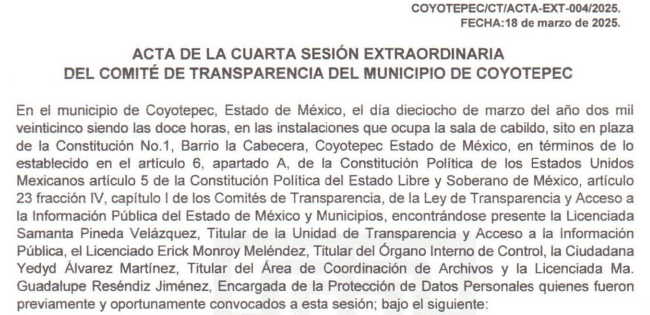 COYOTEPEC/CT/ACTA-EXT-004/2025.
FECHA:18 de marzo de 2025.
ACTA DE LA CUARTA SESIÓN EXTRAORDINARIA
DEL COMITÉ DE TRANSPARENCIA DEL MUNICIPIO DE COYOTEPEC
En el municipio de Coyotepec, Estado de México, el día dieciocho de marzo del año dos mil
veinticinco siendo las doce horas, en las instalaciones que ocupa la sala de cabildo, sito en plaza
de la Constitución No.1, Barrio la Cabecera, Coyotepec Estado de México, en términos de lo
establecido en el artículo 6, apartado A, de la Constitución Política de los Estados Unidos
Mexicanos artículo 5 de la Constitución Política del Estado Libre y Soberano de México, artículo
23 fracción IV, capítulo I de los Comités de Transparencia, de la Ley de Transparencia y Acceso a
la Información Pública del Estado de México y Municipios, encontrándose presente la Licenciada
Samanta Pineda Velázquez, Titular de la Unidad de Transparencia y Acceso a la Información
Pública, el Licenciado Erick Monroy Meléndez, Titular del Órgano Interno de Control, la Ciudadana
Yedyd Álvarez Martínez, Titular del Área de Coordinación de Archivos y la Licenciada Ma.
Guadalupe Reséndiz Jiménez, Encargada de la Protección de Datos Personales quienes fueron
previamente y oportunamente convocados a esta sesión; bajo el siguiente: